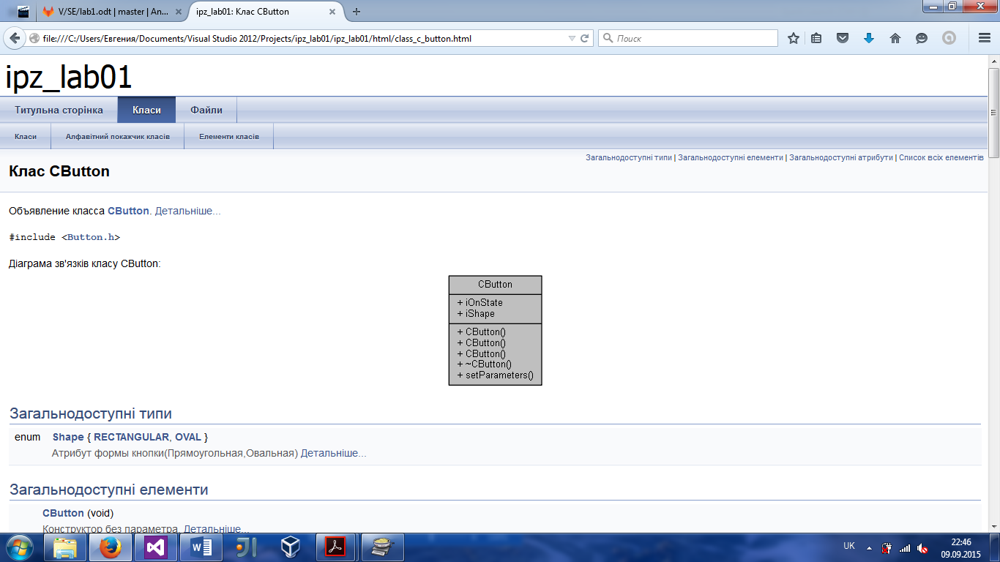 V/SE/lab1.odt | master | An...
ipz_lab01: Клас CButton
file:///C:/Users/Евгения/Documents/Visual Studio 2012/Projects/ipz_lab01/ipz_lab01/html/class_c_button.html
Поиск
ipz_lab01
Титульна сторінка
Класи
Файли
Класи
Алфавітний покажчик класів
Елементи класів
Загальнодоступні типи | Загальнодоступні елементи | Загальнодоступні атрибути | Список всіх елементів
Клас CButton
Объявление класса CButton. Детальніше...
#include <Button.h>
Діаграма зв'язків класу CButton:
CButton
+ iOnState
+ iShape
+ CButton()
+ CButton()
+ CButton()
+ ~CButton()
+ setParameters()
Загальнодоступні типи
enum Shape { RECTANGULAR, OVAL }
Атрибут формы кнопки(Прямоугольная,Овальная) Детальніше...
Загальнодоступні елементи
CButton (void)
Конструктор без параметра. Детальніше...
UK
22:46
09.09.2015